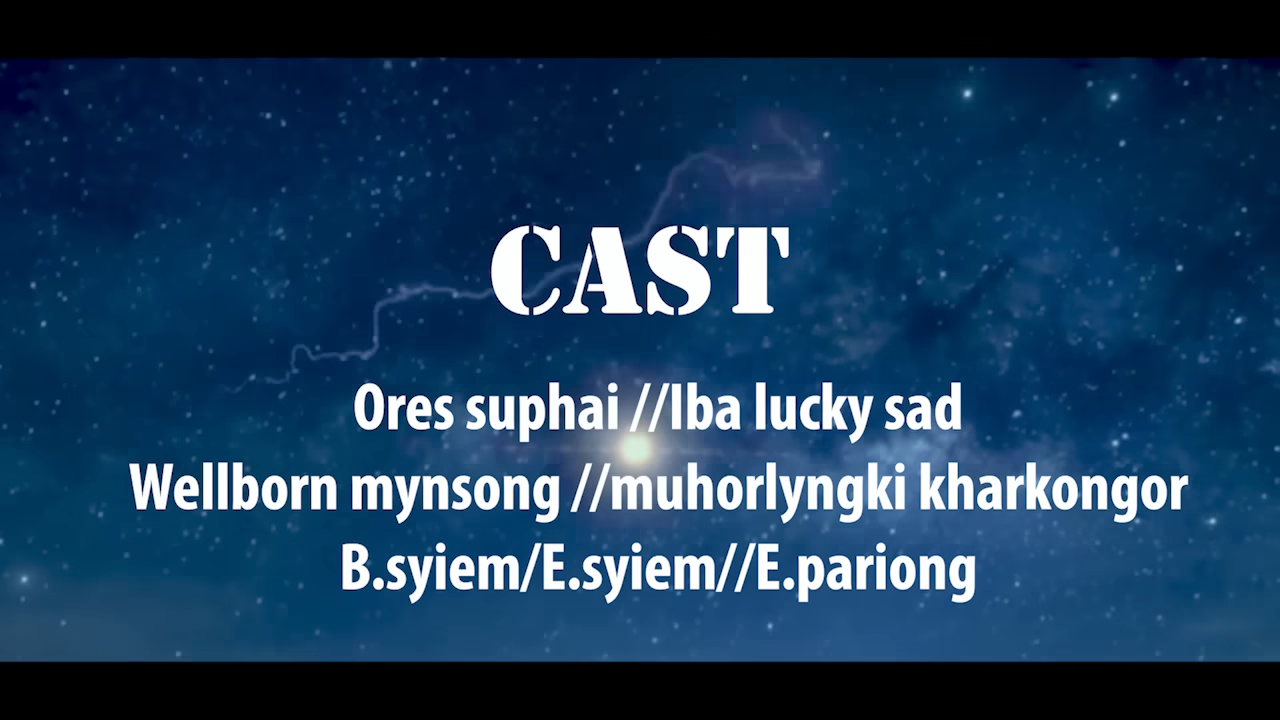 CAST
Ores suphai //Iba lucky sad
Wellborn mynsong //muhorlyngki kharkongor
B.syiem/E.syiem//E.pariong